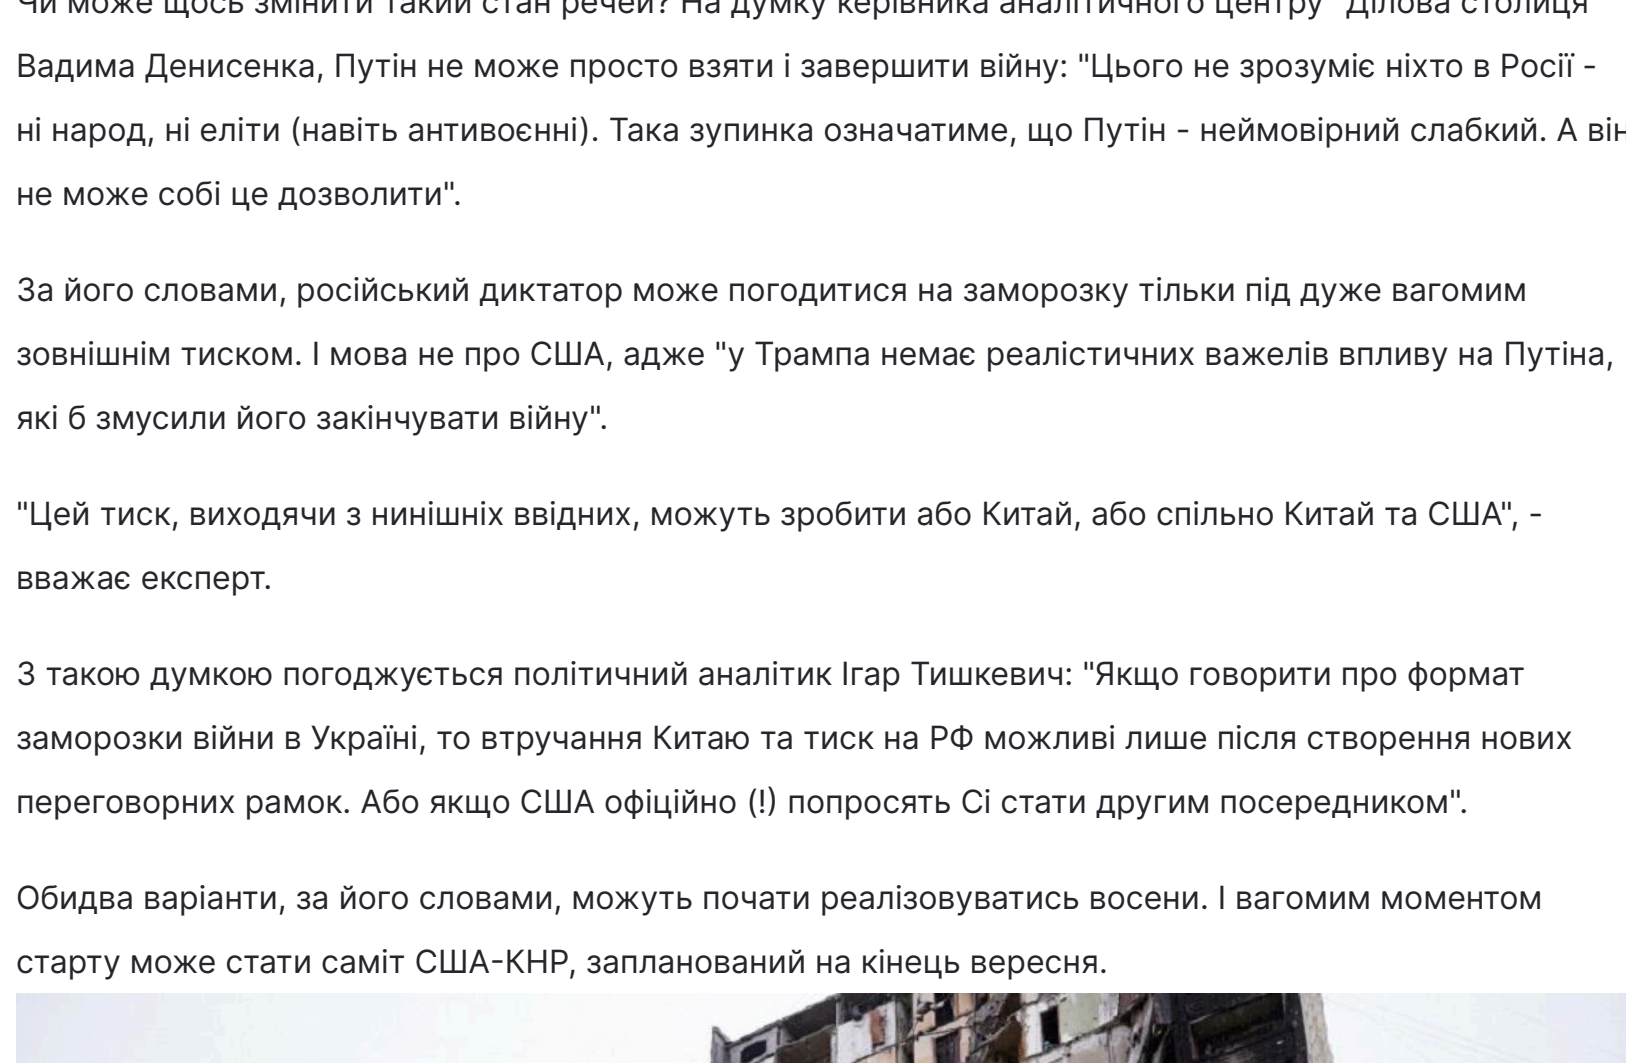 Чи може щось змінити такий стан речей? На думку керівника аналітичного центру "Ділова столиця"
Вадима Денисенка, Путін не може просто взяти і завершити війну: "Цього не зрозуміє ніхто в Росії -
ні народ, ні еліти (навіть антивоєнні). Така зупинка означатиме, що Путін - неймовірний слабкий. А він
не може собі це дозволити".
За його словами, російський диктатор може погодитися на заморозку тільки під дуже вагомим
зовнішнім тиском. І мова не про США, адже "у Трампа немає реалістичних важелів впливу на Путіна,
які б змусили його закінчувати війну".
"Цей тиск, виходячи з нинішніх ввідних, можуть зробити або Китай, або спільно Китай та США", -
вважає експерт.
З такою думкою погоджується політичний аналітик Ігар Тишкевич: "Якщо говорити про формат
заморозки війни в Україні, то втручання Китаю та тиск на РФ можливі лише після створення нових
переговорних рамок. Або якщо США офіційно (!) попросять Сі стати другим посередником".
Обидва варіанти, за його словами, можуть почати реалізовуватись восени. І вагомим моментом
старту може стати саміт США-КНР, запланований на кінець вересня.